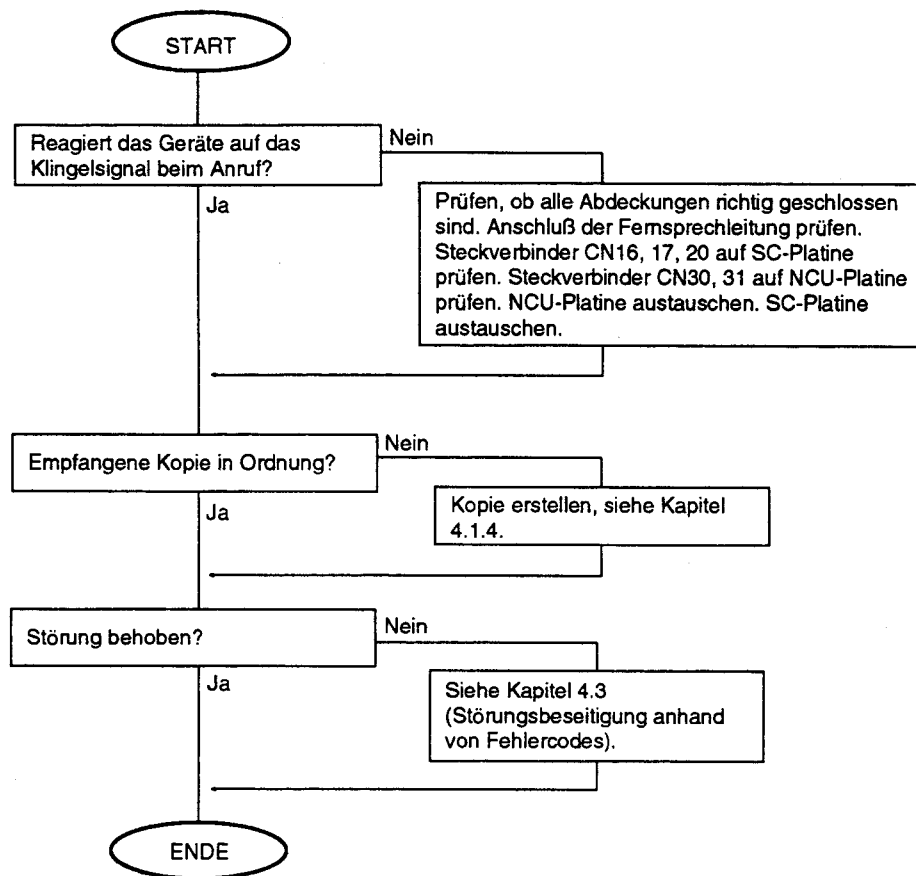 START
Reagiert das Geräte auf das
Klingelsignal beim Anruf?
Nein
Ja
Prüfen, ob alle Abdeckungen richtig geschlossen
sind. Anschluß der Fernsprechleitung prüfen.
Steckverbinder CN16, 17, 20 auf SC-Platine
prüfen. Steckverbinder CN30, 31 auf NCU-Platine
prüfen. NCU-Platine austauschen. SC-Platine
austauschen.
Empfangene Kopie in Ordnung?
Nein
Ja
Kopie erstellen, siehe Kapitel
4.1.4.
Störung behoben?
Nein
Ja
Siehe Kapitel 4.3
(Störungsbeseitigung anhand
von Fehlercodes).
ENDE